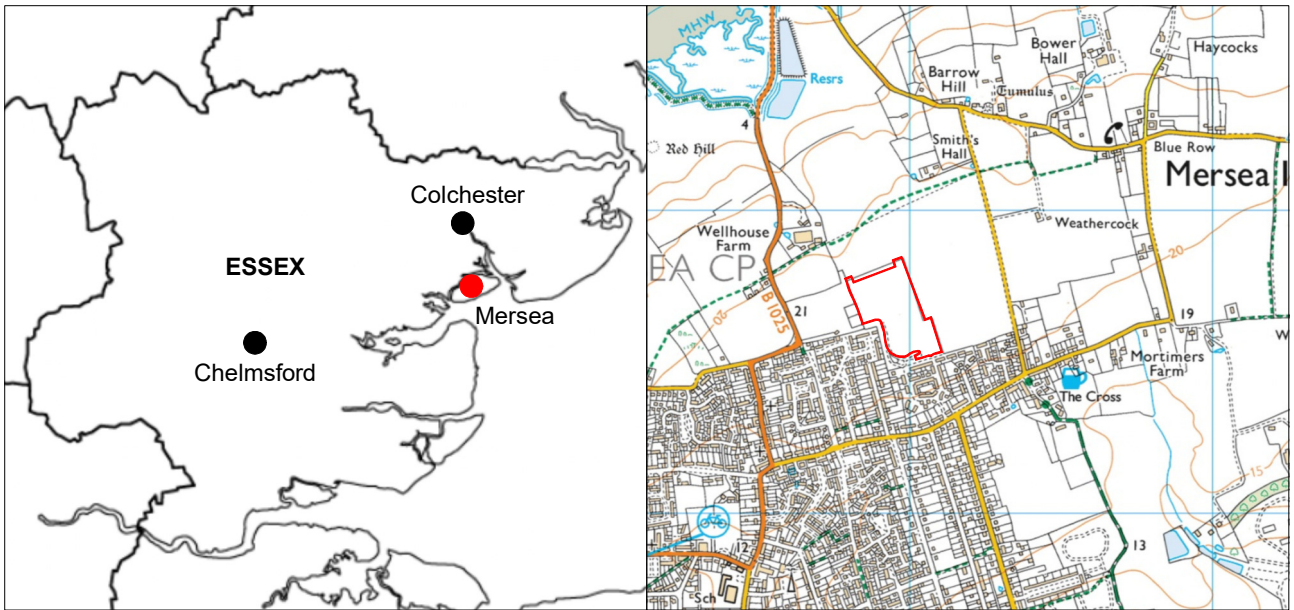 Colchester
ESSEX
Mersea
Chelmsford
MHW
Resrs
4
Red Hill
Barrow
Hill
Bower
Hall
Haycocks
Tumulus
Smith's
Hall
Blue Row
Mersea I
Wellhouse
Farm
EA CP
Weathercock
20
20
B 1025
21
19
W
Mortimers
Farm
The Cross
15
12
13
Sch